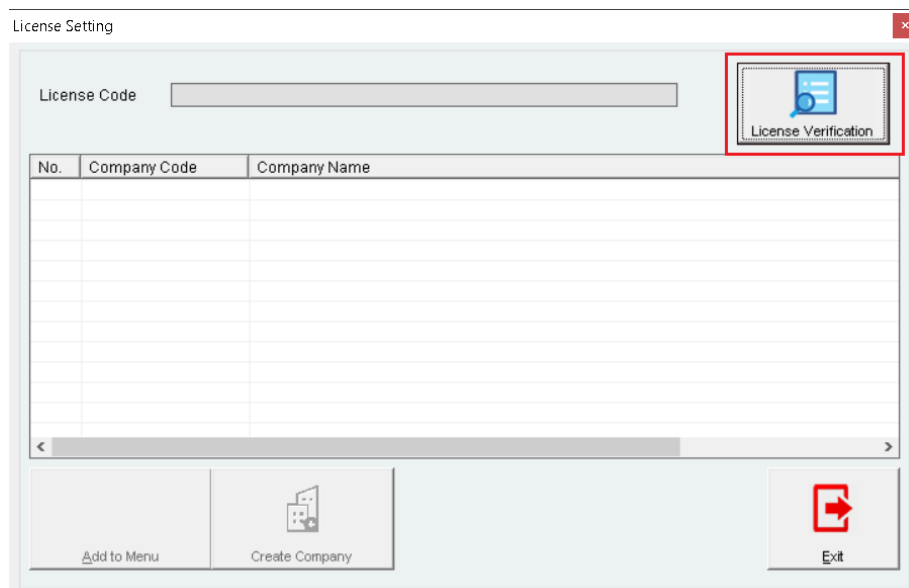 License Setting
License Code
License Verification
No. Company Code Company Name
Add to Menu Create Company Exit